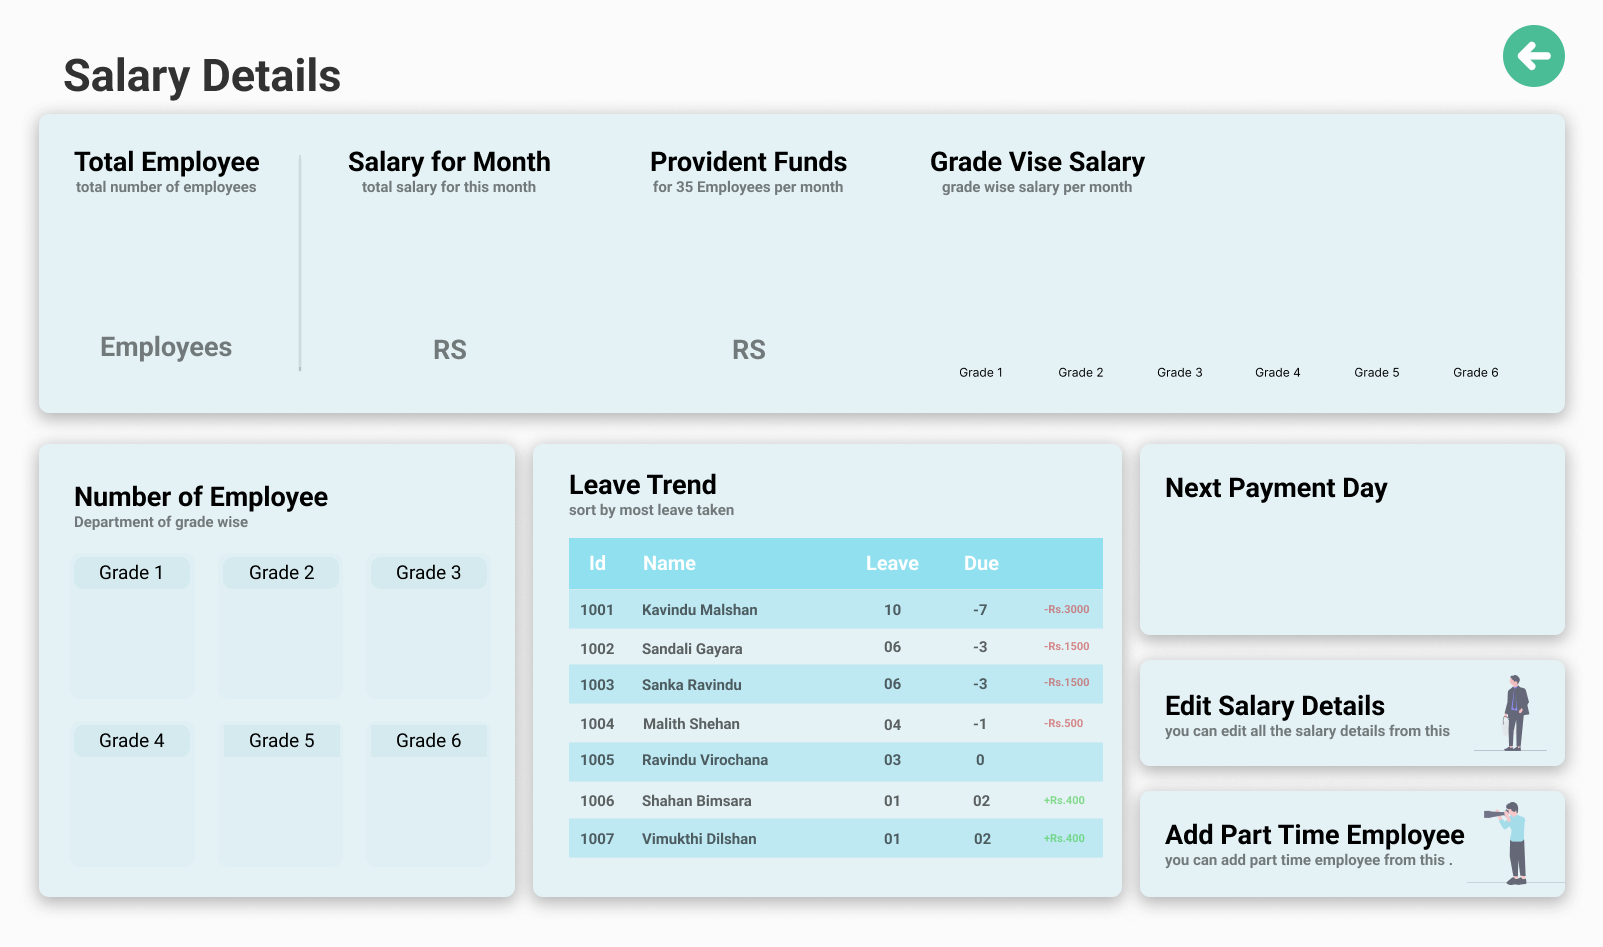 Salary Details
Total Employee
total number of employees
Employees
Salary for Month
total salary for this month
RS
Provident Funds
for 35 Employees per month
RS
Grade Vise Salary
grade wise salary per month
Grade 1 Grade 2 Grade 3 Grade 4 Grade 5 Grade 6
Number of Employee
Department of grade wise
Grade 1 Grade 2 Grade 3
Grade 4 Grade 5 Grade 6
Leave Trend
sort by most leave taken
Id Name Leave Due
1001 Kavindu Malshan 10 -7 -Rs.3000
1002 Sandali Gayara 06 -3 -Rs.1500
1003 Sanka Ravindu 06 -3 -Rs.1500
1004 Malith Shehan 04 -1 -Rs.500
1005 Ravindu Virochana 03 0
1006 Shahan Bimsara 01 02 +Rs.400
1007 Vimukthi Dilshan 01 02 +Rs.400
Next Payment Day
Edit Salary Details
you can edit all the salary details from this
Add Part Time Employee
you can add part time employee from this .